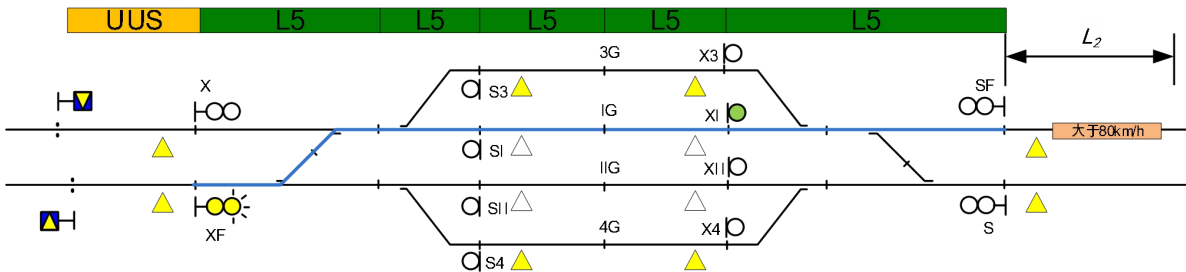 UUS L5 L5 L5 L5 L5
L₂
3G X3
X S3 SF
IG XI
大于80km/h
SI
IIG XII
SII
XF 4G X4 S
S4